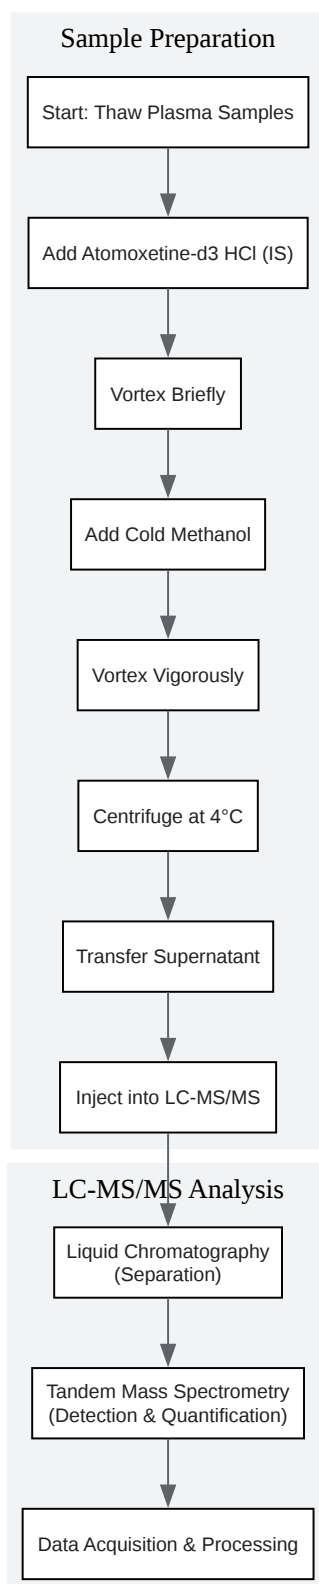 Sample Preparation
Start: Thaw Plasma Samples
Add Atomoxetine-d3 HCl (IS)
Vortex Briefly
Add Cold Methanol
Vortex Vigorously
Centrifuge at 4°C
Transfer Supernatant
Inject into LC-MS/MS
LC-MS/MS Analysis
Liquid Chromatography
(Separation)
Tandem Mass Spectrometry
(Detection & Quantification)
Data Acquisition & Processing